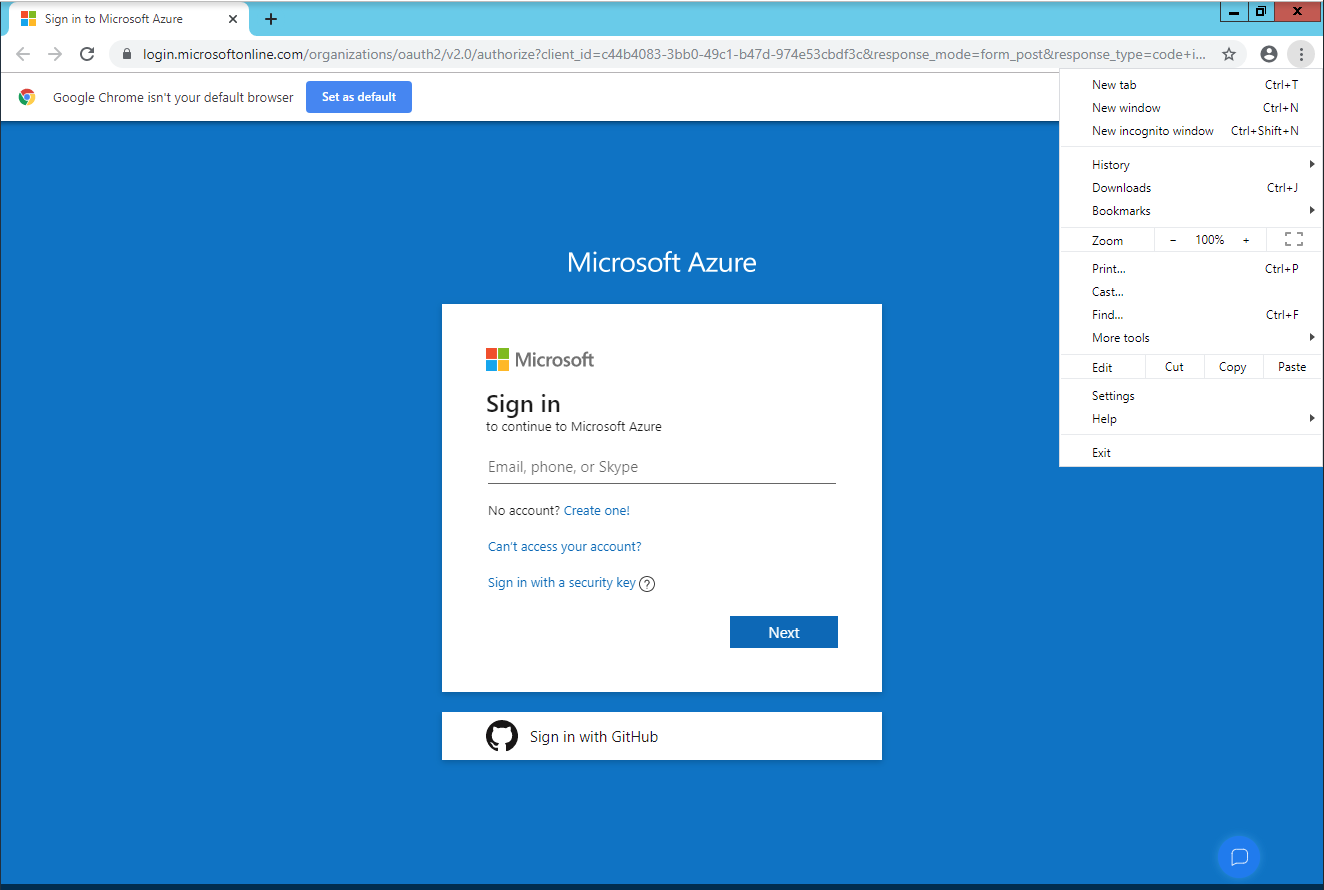 Sign in to Microsoft Azure
login.microsoftonline.com/organizations/oauth2/v2.0/authorize?client_id=c44b4083-3bb0-49c1-b47d-974e53cbdf3c&response_mode=form_post&response_type=code+i...
Google Chrome isn't your default browser Set as default
New tab Ctrl+T
New window Ctrl+N
New incognito window Ctrl+Shift+N
History
Downloads Ctrl+J
Bookmarks
Zoom - 100% +
Print... Ctrl+P
Cast...
Find... Ctrl+F
More tools
Edit Cut Copy Paste
Settings
Help
Exit
Microsoft Azure
Microsoft
Sign in
to continue to Microsoft Azure
Email, phone, or Skype
No account? Create one!
Can't access your account?
Sign in with a security key ?
Next
Sign in with GitHub